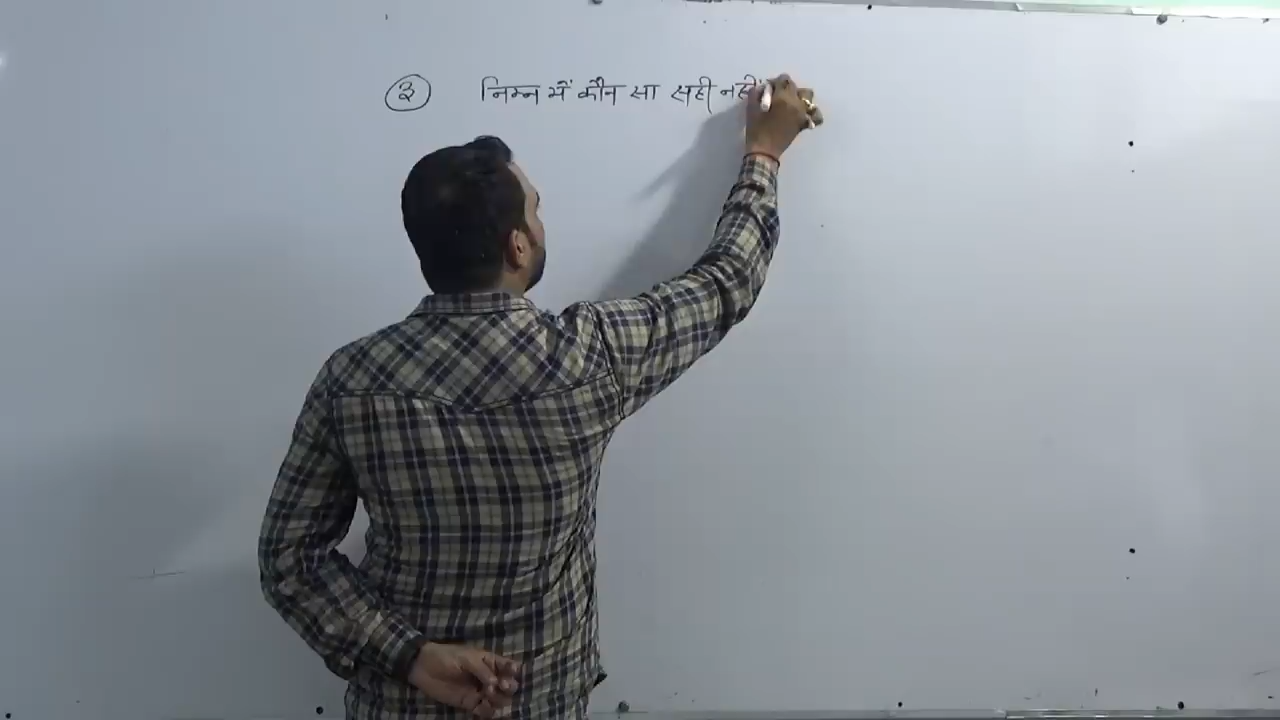 ③ निम्न में कौन सा सही नहीं